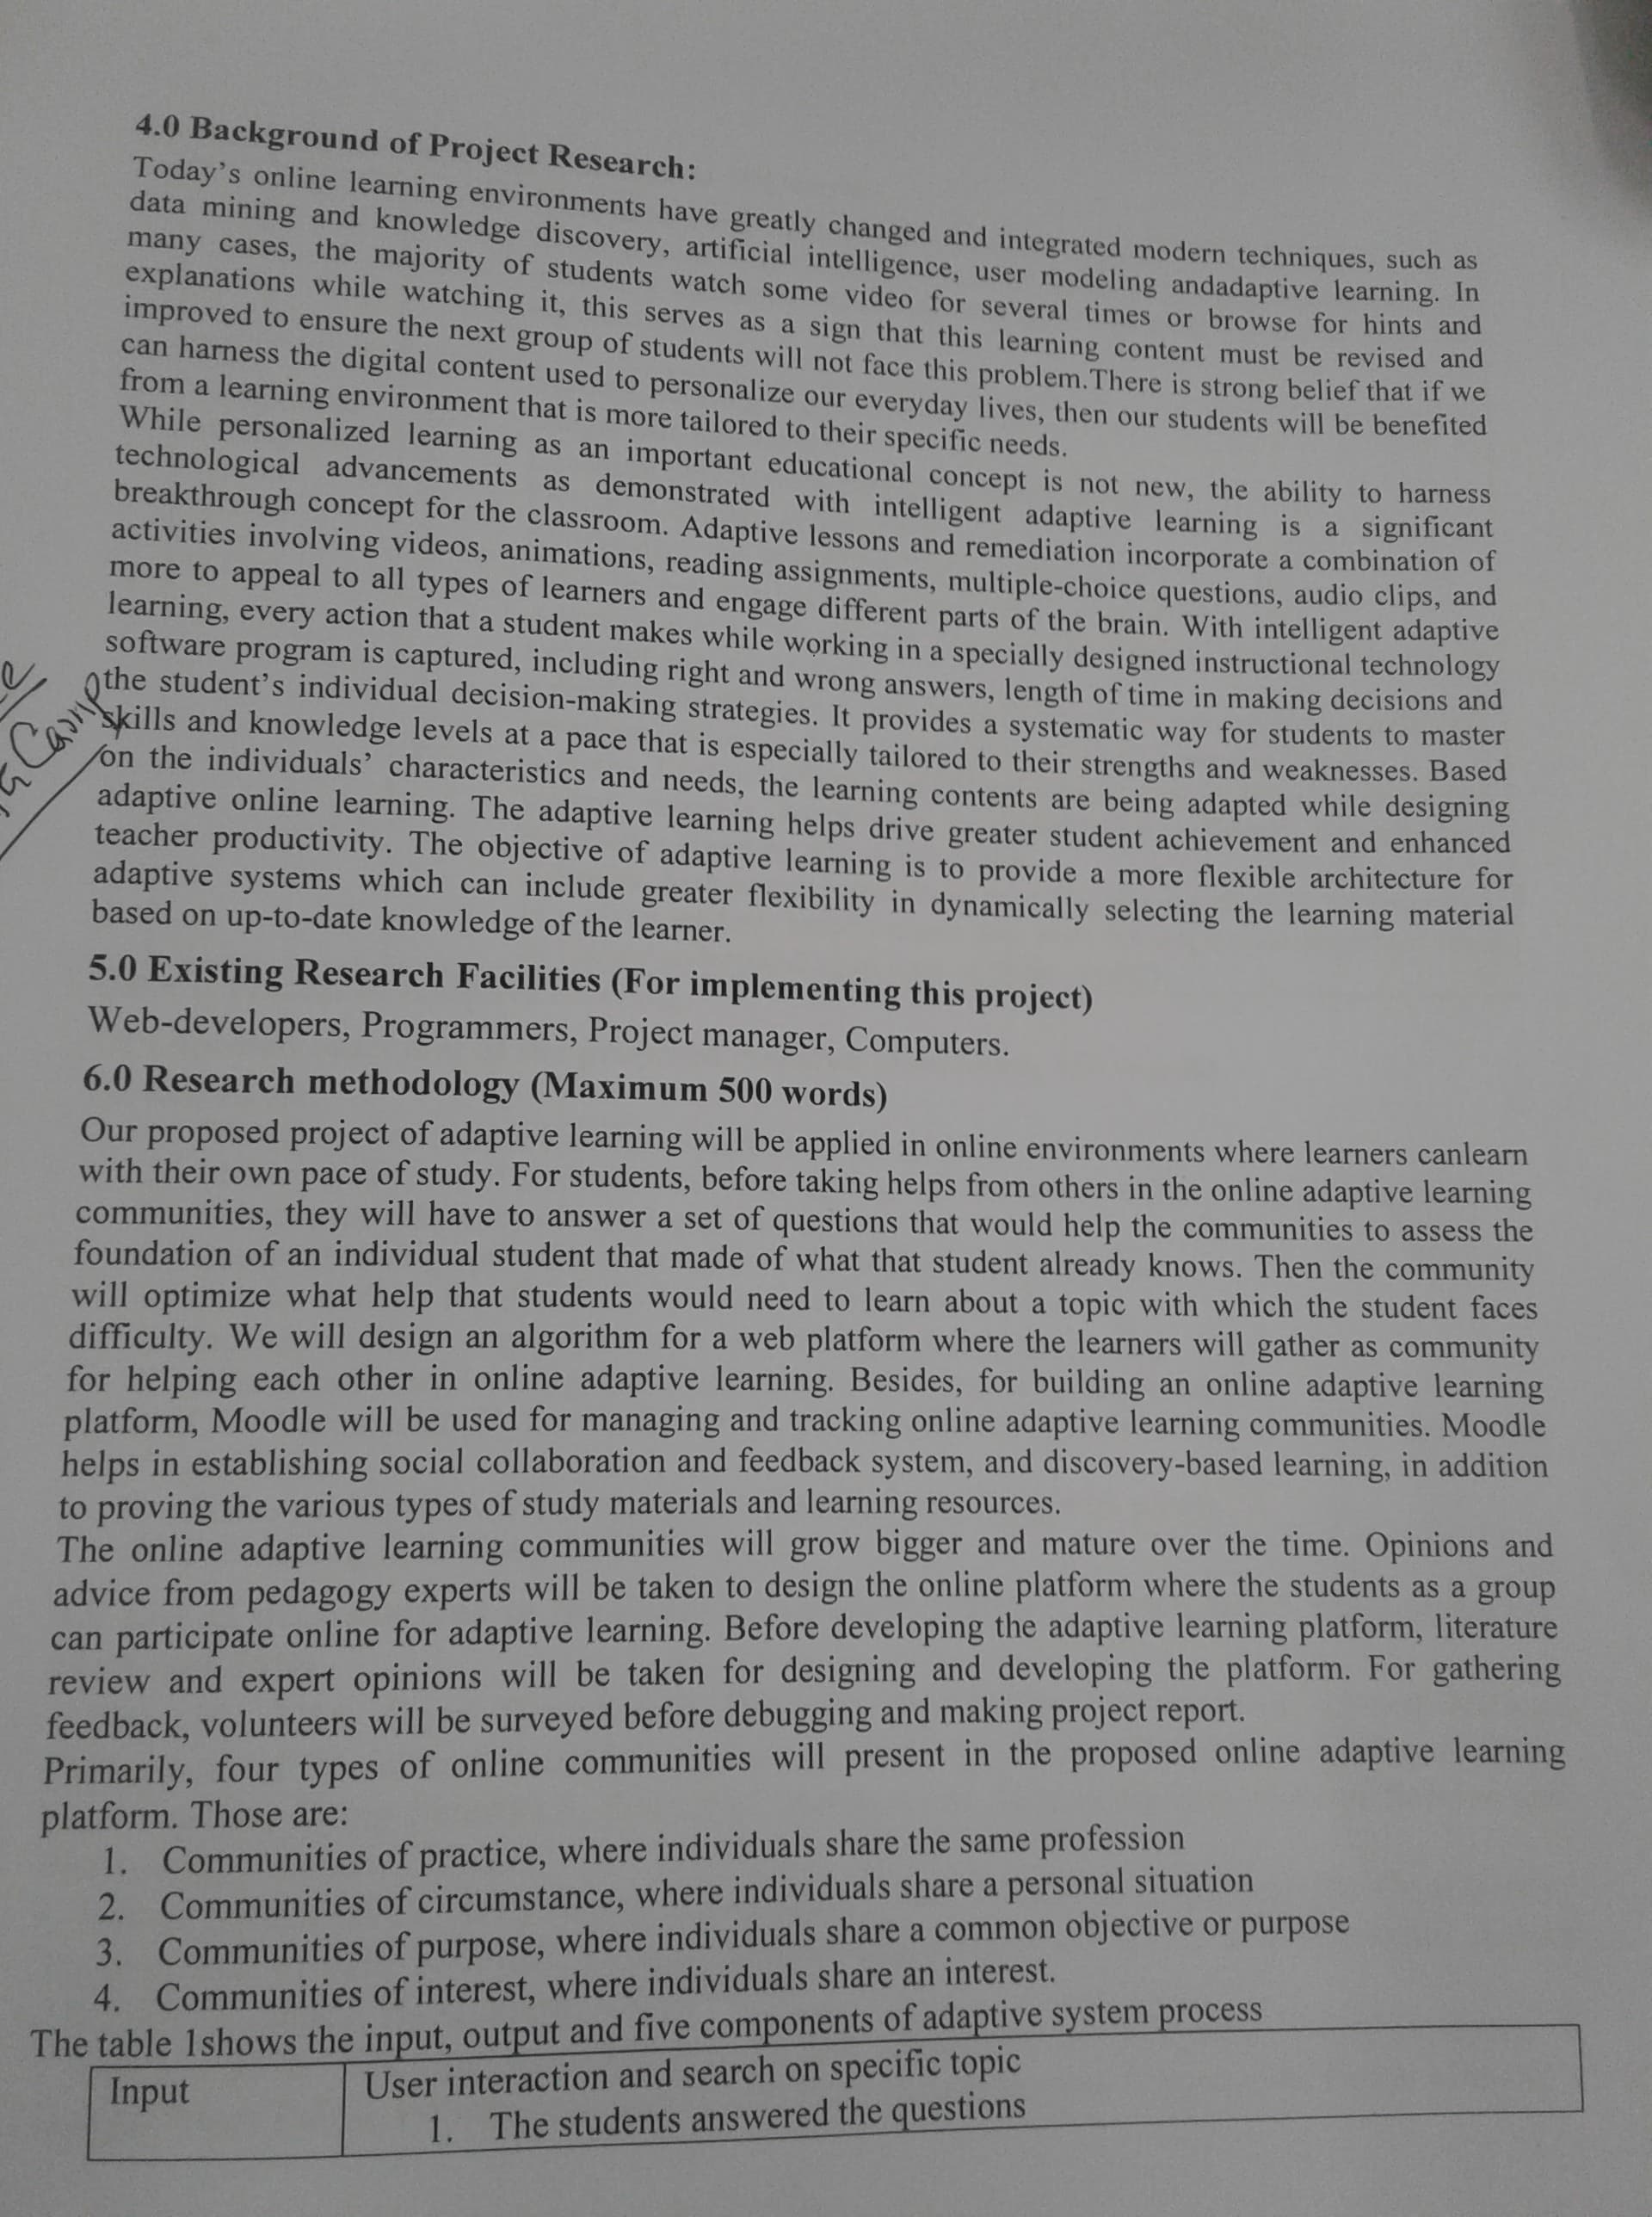 4.0 Background of Project Research:
Today's online learning environments have greatly changed and integrated modern techniques, such as
data mining and knowledge discovery, artificial intelligence, user modeling andadaptive learning. In
many cases, the majority of students watch some video for several times or browse for hints and
explanations while watching it, this serves as a sign that this learning content must be revised and
improved to ensure the next group of students will not face this problem.There is strong belief that if we
can harness the digital content used to personalize our everyday lives, then our students will be benefited
from a learning environment that is more tailored to their specific needs.
While personalized learning as an important educational concept is not new, the ability to harness
technological advancements as demonstrated with intelligent adaptive learning is a significant
breakthrough concept for the classroom. Adaptive lessons and remediation incorporate a combination of
activities involving videos, animations, reading assignments, multiple-choice questions, audio clips, and
more to appeal to all types of learners and engage different parts of the brain. With intelligent adaptive
learning, every action that a student makes while working in a specially designed instructional technology
software program is captured, including right and wrong answers, length of time in making decisions and
the student's individual decision-making strategies. It provides a systematic way for students to master
skills and knowledge levels at a pace that is especially tailored to their strengths and weaknesses. Based
on the individuals' characteristics and needs, the learning contents are being adapted while designing
adaptive online learning. The adaptive learning helps drive greater student achievement and enhanced
teacher productivity. The objective of adaptive learning is to provide a more flexible architecture for
adaptive systems which can include greater flexibility in dynamically selecting the learning material
based on up-to-date knowledge of the learner.
5.0 Existing Research Facilities (For implementing this project)
Web-developers, Programmers, Project manager, Computers.
6.0 Research methodology (Maximum 500 words)
Our proposed project of adaptive learning will be applied in online environments where learners canlearn
with their own pace of study. For students, before taking helps from others in the online adaptive learning
communities, they will have to answer a set of questions that would help the communities to assess the
foundation of an individual student that made of what that student already knows. Then the community
will optimize what help that students would need to learn about a topic with which the student faces
difficulty. We will design an algorithm for a web platform where the learners will gather as community
for helping each other in online adaptive learning. Besides, for building an online adaptive learning
platform, Moodle will be used for managing and tracking online adaptive learning communities. Moodle
helps in establishing social collaboration and feedback system, and discovery-based learning, in addition
to proving the various types of study materials and learning resources.
The online adaptive learning communities will grow bigger and mature over the time. Opinions and
advice from pedagogy experts will be taken to design the online platform where the students as a group
can participate online for adaptive learning. Before developing the adaptive learning platform, literature
review and expert opinions will be taken for designing and developing the platform. For gathering
feedback, volunteers will be surveyed before debugging and making project report.
Primarily, four types of online communities will present in the proposed online adaptive learning
platform. Those are:
1. Communities of practice, where individuals share the same profession
2. Communities of circumstance, where individuals share a personal situation
3. Communities of purpose, where individuals share a common objective or purpose
4. Communities of interest, where individuals share an interest.
The table 1shows the input, output and five components of adaptive system process
Input
User interaction and search on specific topic
1. The students answered the questions